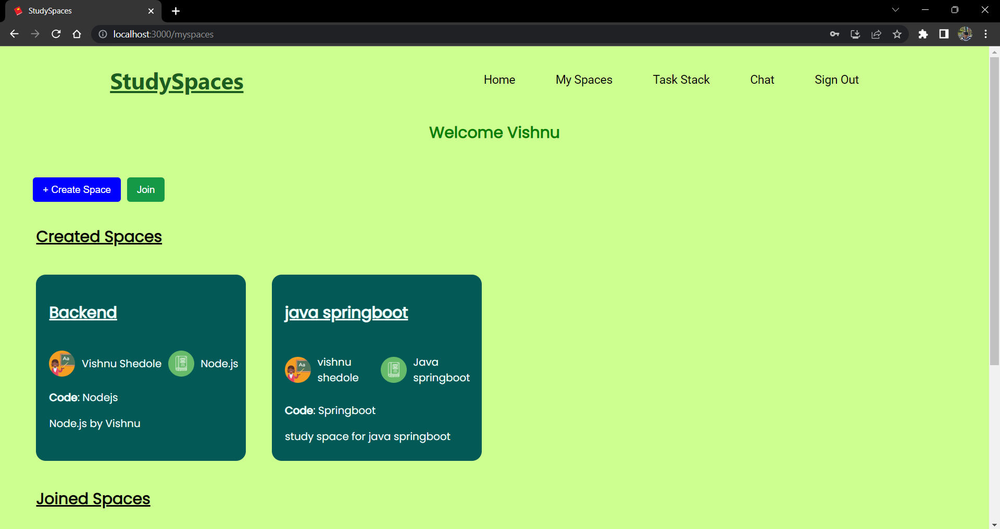 StudySpaces
localhost:3000/myspaces
StudySpaces
Home My Spaces Task Stack Chat Sign Out
Welcome Vishnu
+ Create Space Join
Created Spaces
Backend
Aa Vishnu Shedole Node.js
Code: Nodejs
Node.js by Vishnu
java springboot
Aa vishnu
shedole
Java
springboot
Code: Springboot
study space for java springboot
Joined Spaces